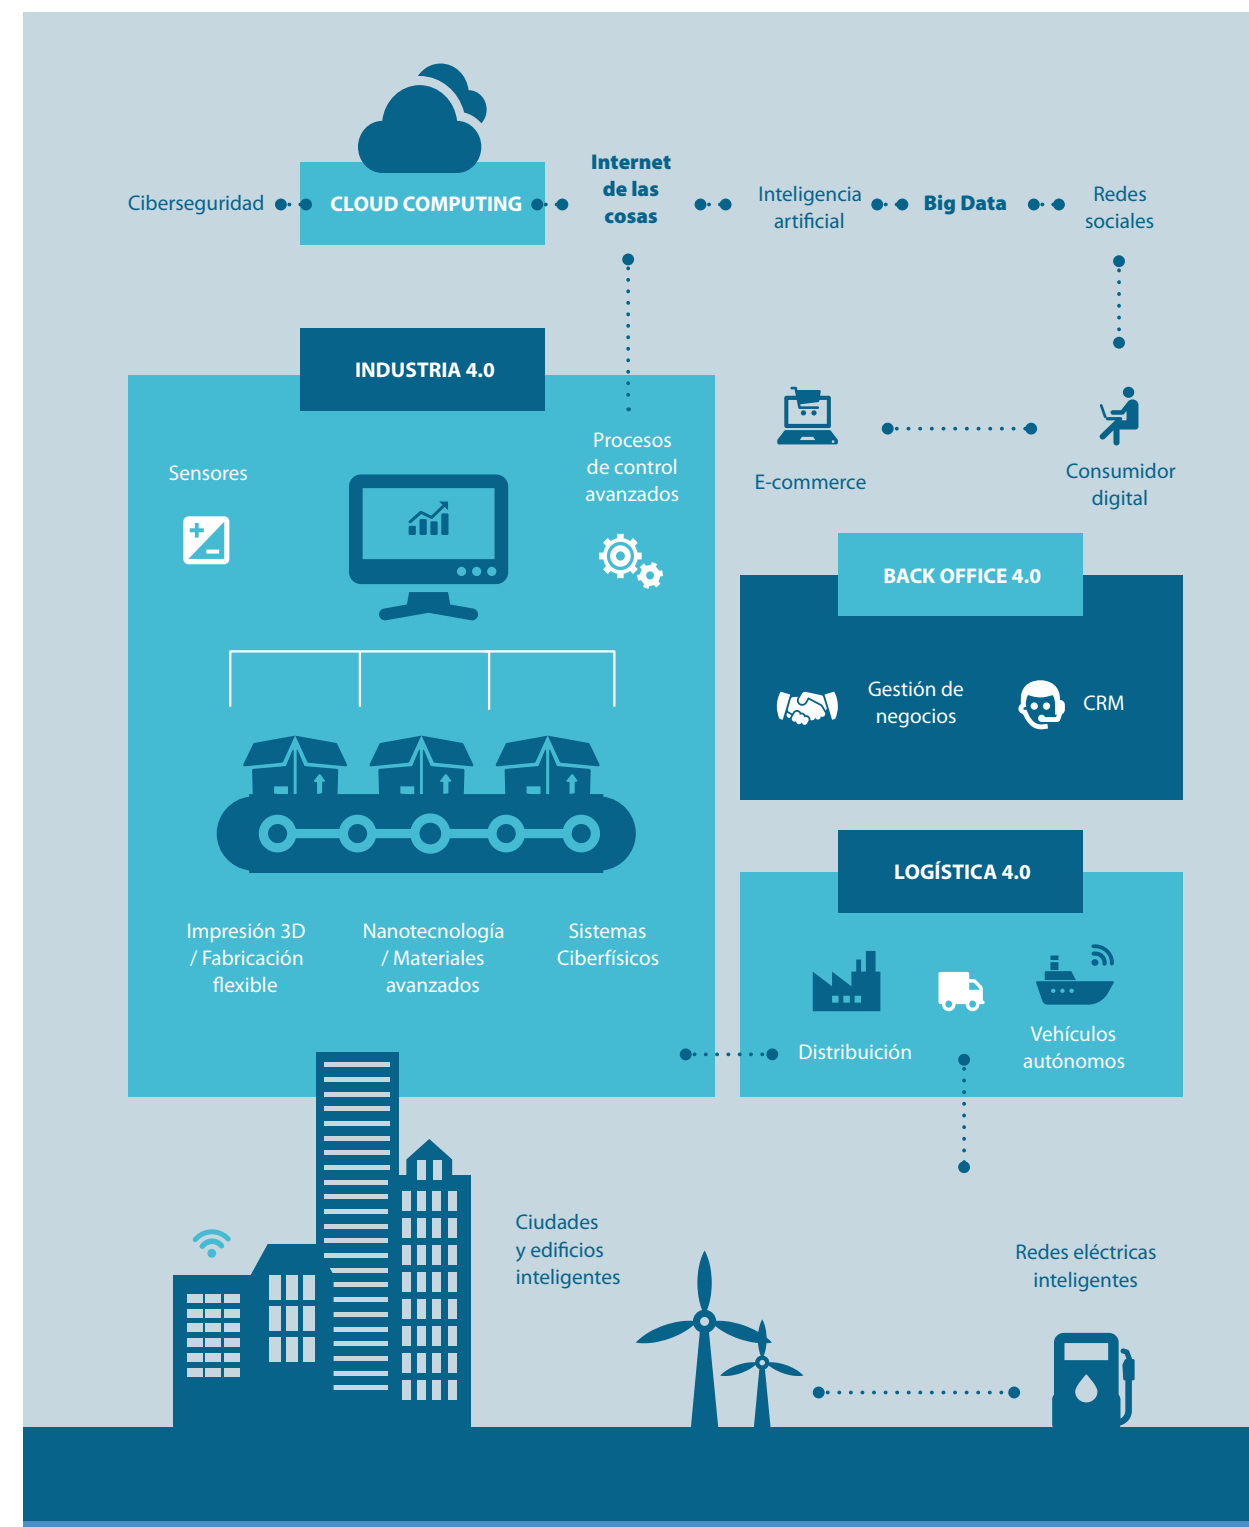 Ciberseguridad
CLOUD COMPUTING
Internet
de las
cosas
Inteligencia
artificial
Big Data
Redes
sociales
INDUSTRIA 4.0
Sensores
Procesos
de control
avanzados
E-commerce
Consumidor
digital
BACK OFFICE 4.0
Gestión de
negocios
CRM
LOGÍSTICA 4.0
Impresión 3D
/ Fabricación
flexible
Nanotecnología
/ Materiales
avanzados
Sistemas
Ciberfísicos
Distribuición
Vehículos
autónomos
Ciudades
y edificios
inteligentes
Redes eléctricas
inteligentes